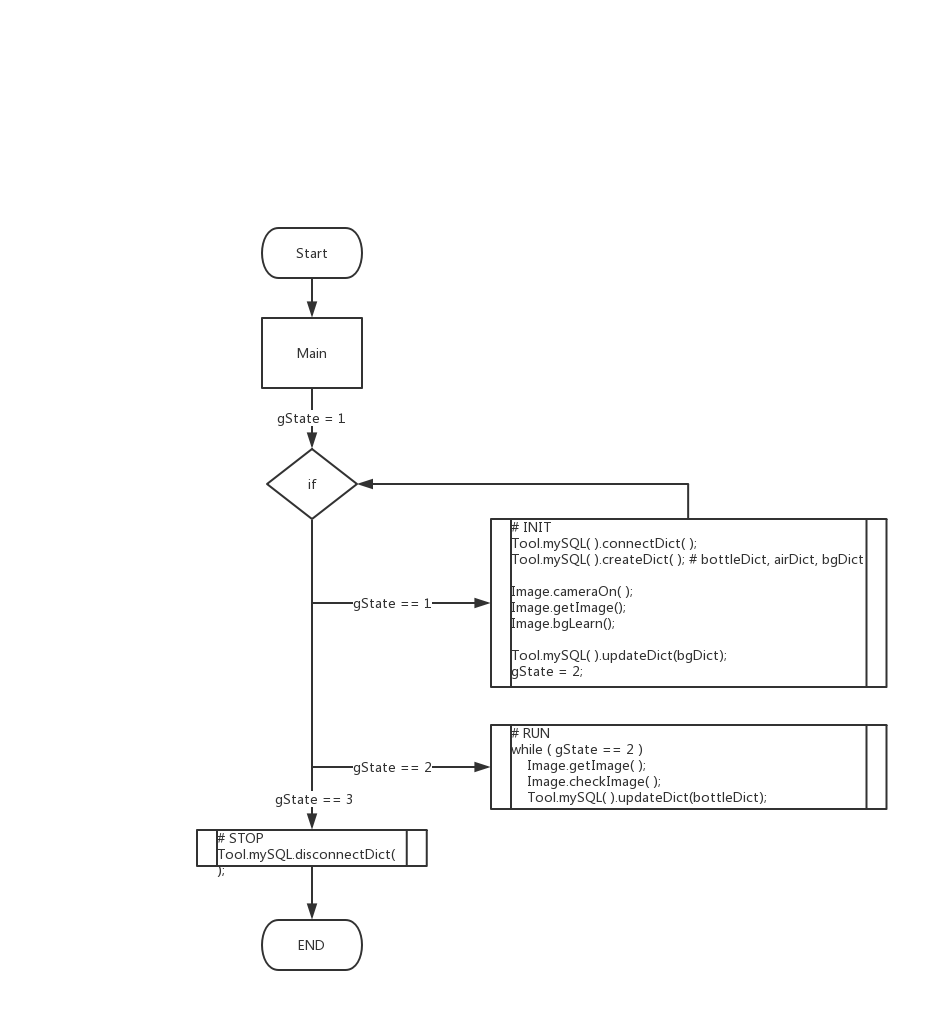 Start
Main
gState = 1
if
# INIT
Tool.mySQL( ).connectDict( );
Tool.mySQL( ).createDict( ); # bottleDict, airDict, bgDict
Image.cameraOn( );
Image.getImage();
Image.bgLearn();
Tool.mySQL( ).updateDict(bgDict);
gState = 2;
gState == 1
# RUN
while ( gState == 2 )
    Image.getImage( );
    Image.checkImage( );
    Tool.mySQL( ).updateDict(bottleDict);
gState == 2
gState == 3
# STOP
Tool.mySQL.disconnectDict(
);
END